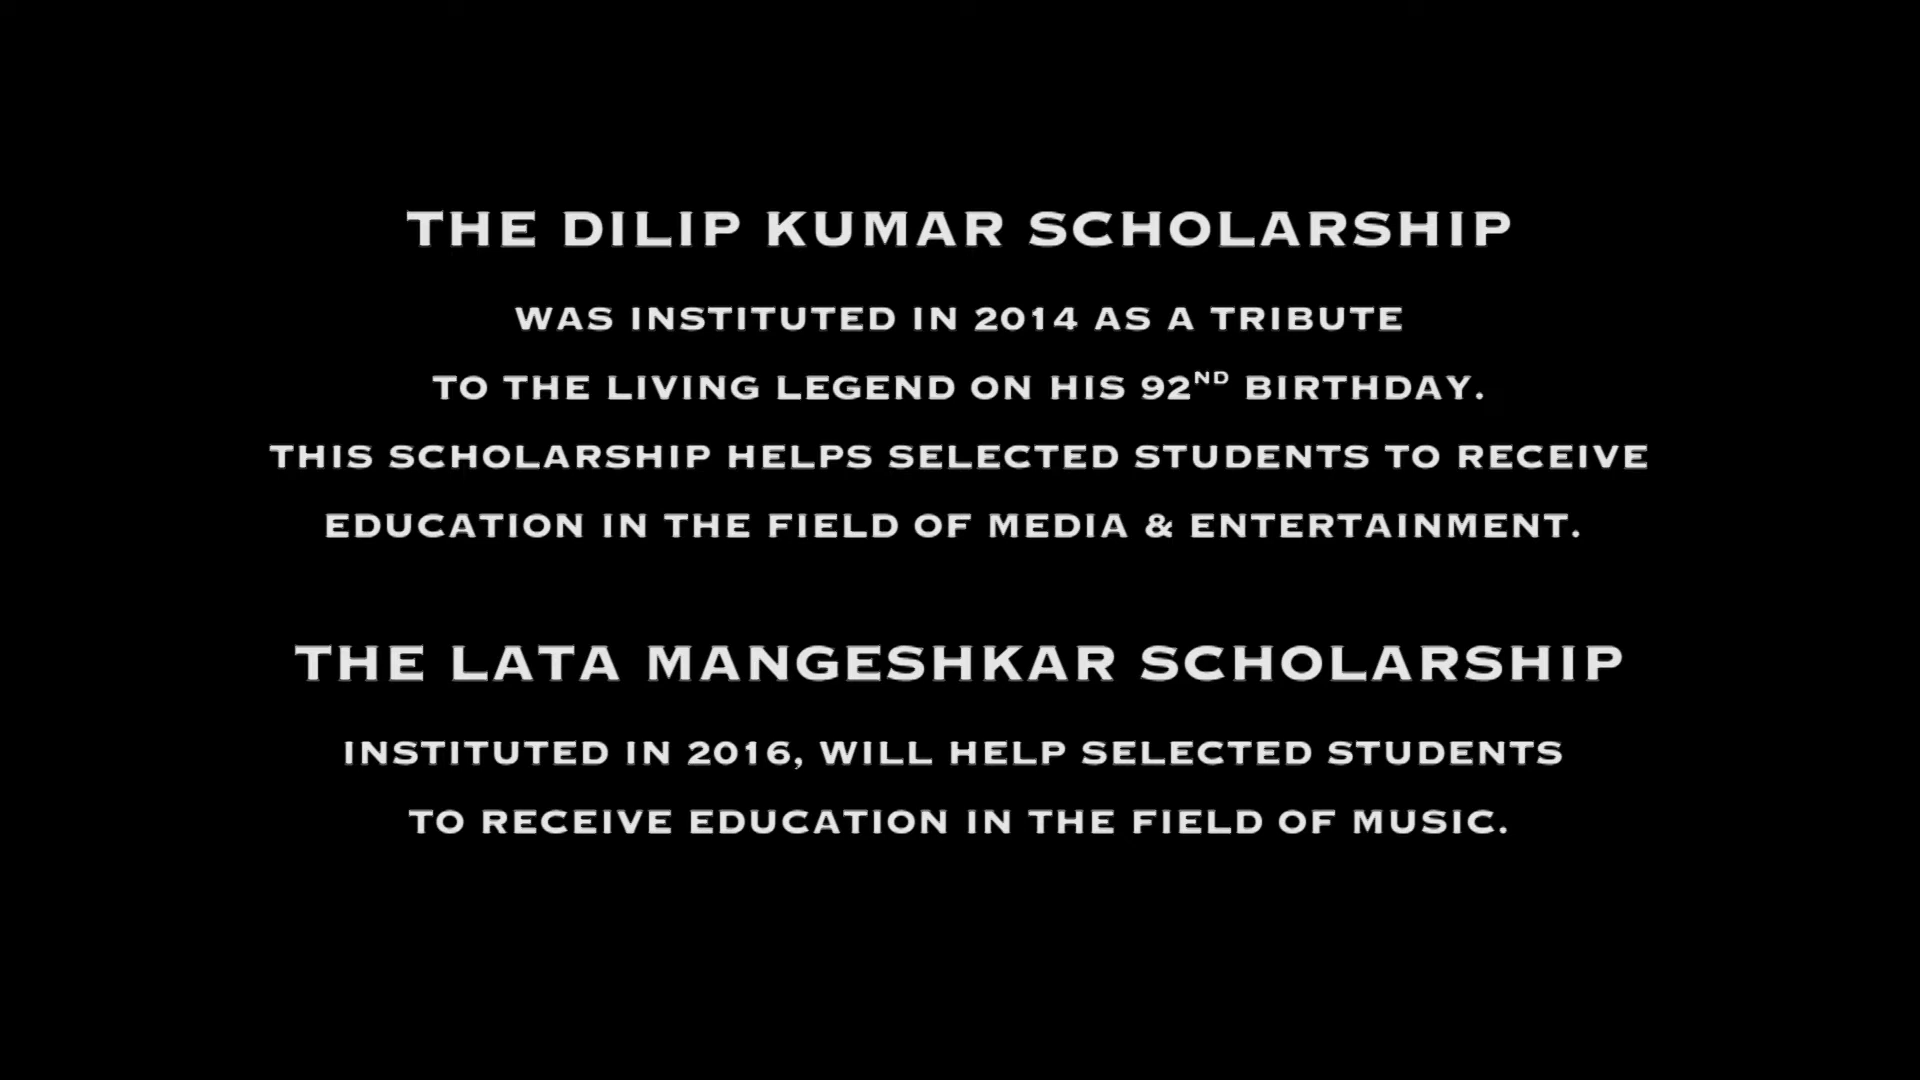 THE DILIP KUMAR SCHOLARSHIP
WAS INSTITUTED IN 2014 AS A TRIBUTE
TO THE LIVING LEGEND ON HIS 92ND BIRTHDAY.
THIS SCHOLARSHIP HELPS SELECTED STUDENTS TO RECEIVE
EDUCATION IN THE FIELD OF MEDIA & ENTERTAINMENT.
THE LATA MANGESHKAR SCHOLARSHIP
INSTITUTED IN 2016, WILL HELP SELECTED STUDENTS
TO RECEIVE EDUCATION IN THE FIELD OF MUSIC.